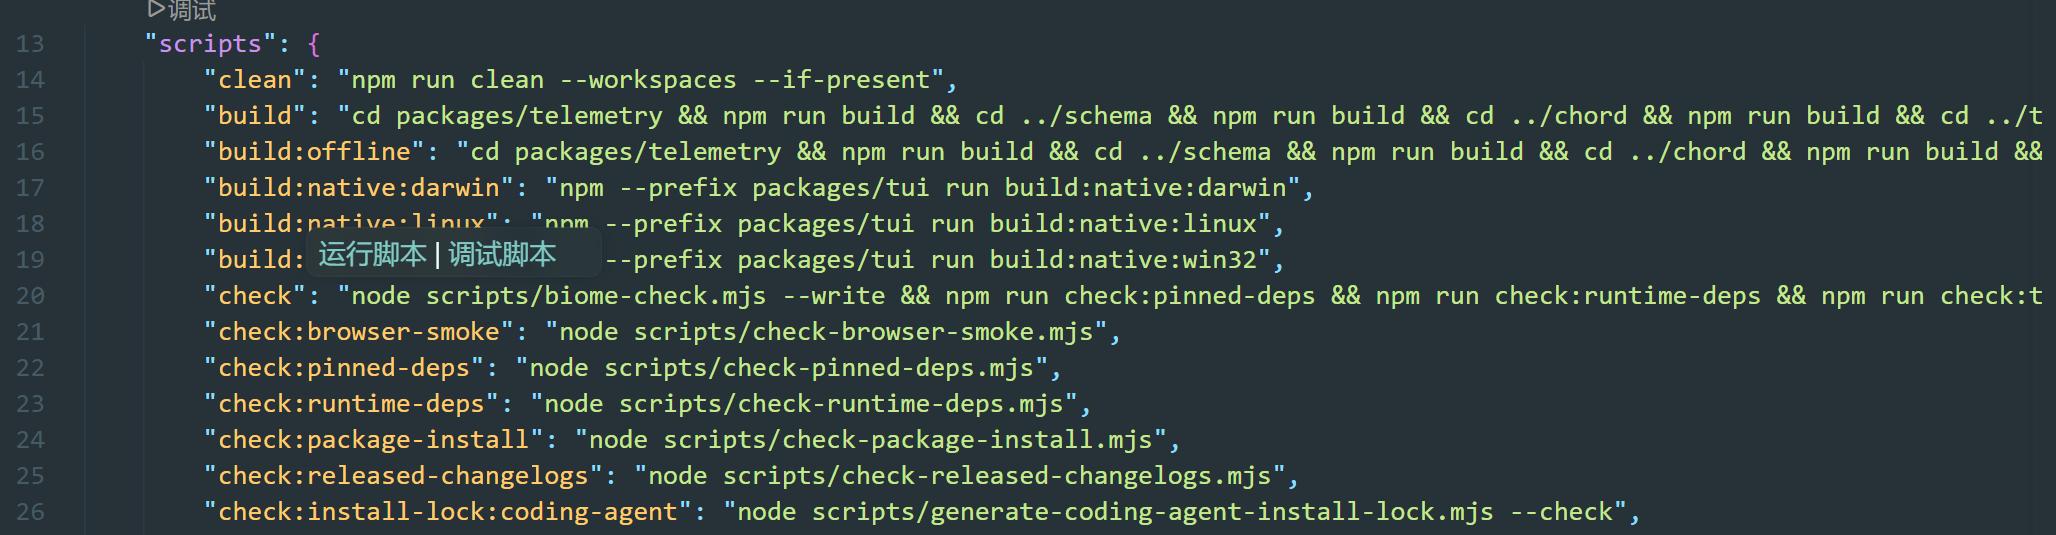 ▷调试
13 "scripts": {
14 "clean": "npm run clean --workspaces --if-present",
15 "build": "cd packages/telemetry && npm run build && cd ../schema && npm run build && cd ../chord && npm run build && cd ../t
16 "build:offline": "cd packages/telemetry && npm run build && cd ../schema && npm run build && cd ../chord && npm run build &&
17 "build:native:darwin": "npm --prefix packages/tui run build:native:darwin",
18 "build:native:linux": "npm --prefix packages/tui run build:native:linux",
运行脚本 | 调试脚本
19 "build: --prefix packages/tui run build:native:win32",
20 "check": "node scripts/biome-check.mjs --write && npm run check:pinned-deps && npm run check:runtime-deps && npm run check:t
21 "check:browser-smoke": "node scripts/check-browser-smoke.mjs",
22 "check:pinned-deps": "node scripts/check-pinned-deps.mjs",
23 "check:runtime-deps": "node scripts/check-runtime-deps.mjs",
24 "check:package-install": "node scripts/check-package-install.mjs",
25 "check:released-changelogs": "node scripts/check-released-changelogs.mjs",
26 "check:install-lock:coding-agent": "node scripts/generate-coding-agent-install-lock.mjs --check",